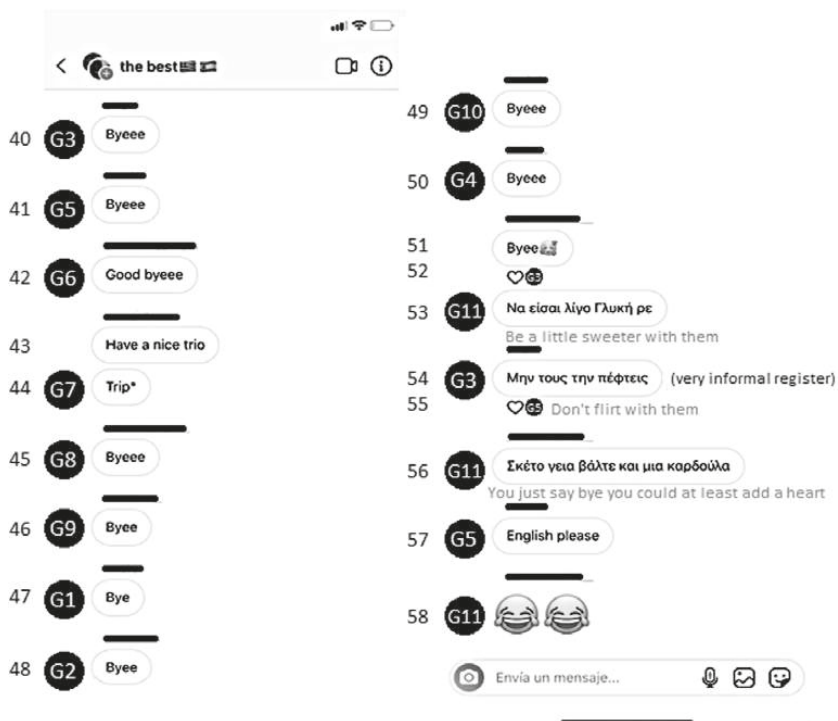 the best
40 G3 Byeee
41 G5 Byeee
42 G6 Good byeee
43 Have a nice trio
44 G7 Trip*
45 G8 Byeee
46 G9 Byee
47 G1 Bye
48 G2 Byee
49 G10 Byeee
50 G4 Byeee
51 Byee
52 G3
53 G11 Να είσαι λίγο Γλυκή ρε
Be a little sweeter with them
54 G3 Μην τους την πέφτεις (very informal register)
55 G5 Don't flirt with them
56 G11 Σκέτο γεια βάλτε και μια καρδούλα
You just say bye you could at least add a heart
57 G5 English please
58 G11
Envía un mensaje...